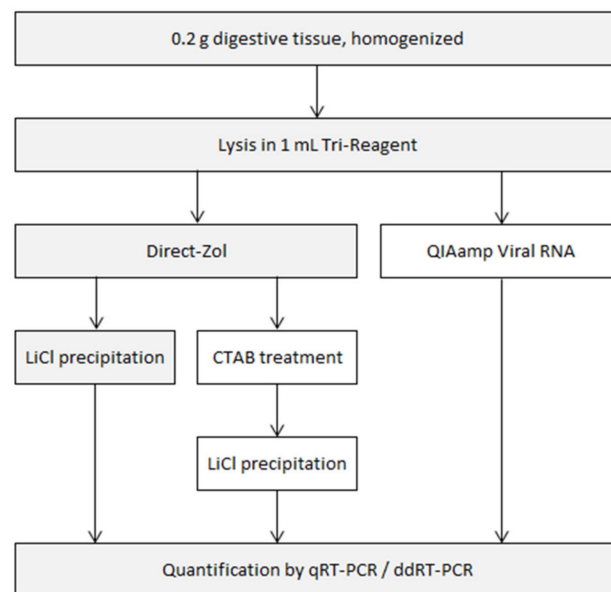 0.2 g digestive tissue, homogenized
Lysis in 1 mL Tri-Reagent
Direct-Zol
QIAamp Viral RNA
LiCl precipitation
CTAB treatment
LiCl precipitation
Quantification by qRT-PCR / ddRT-PCR